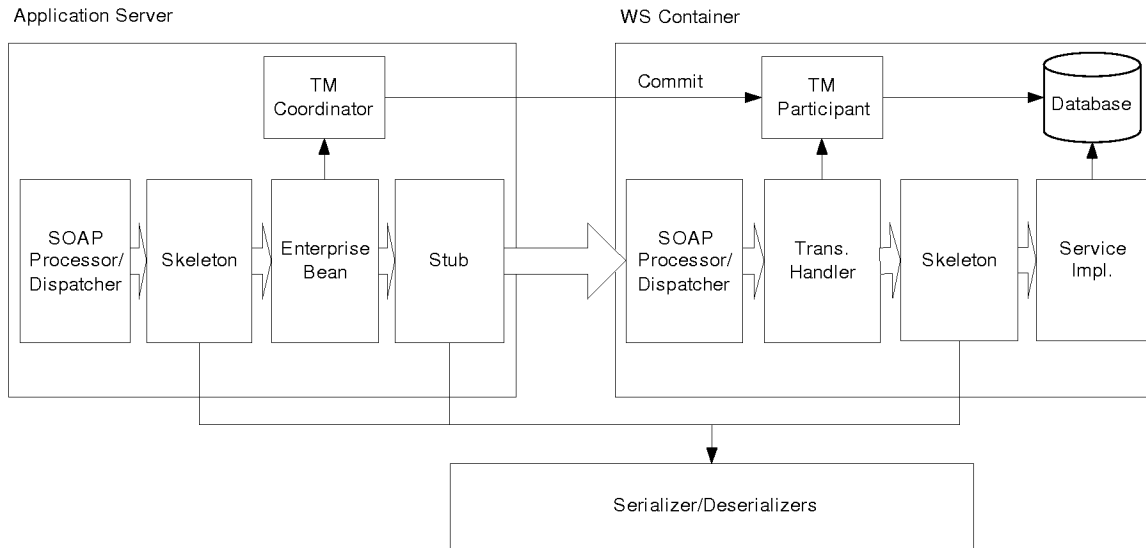 Application Server
WS Container
TM
Coordinator
Commit
TM
Participant
Database
SOAP
Processor/
Dispatcher
Skeleton
Enterprise
Bean
Stub
SOAP
Processor/
Dispatcher
Trans.
Handler
Skeleton
Service
Impl.
Serializer/Deserializers